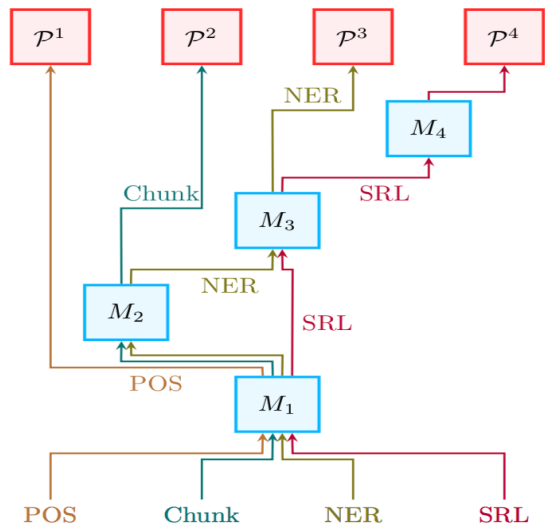 𝒫¹ 𝒫² 𝒫³ 𝒫⁴
NER
M₄
Chunk
SRL
M₃
NER
M₂
SRL
POS
M₁
POS Chunk NER SRL